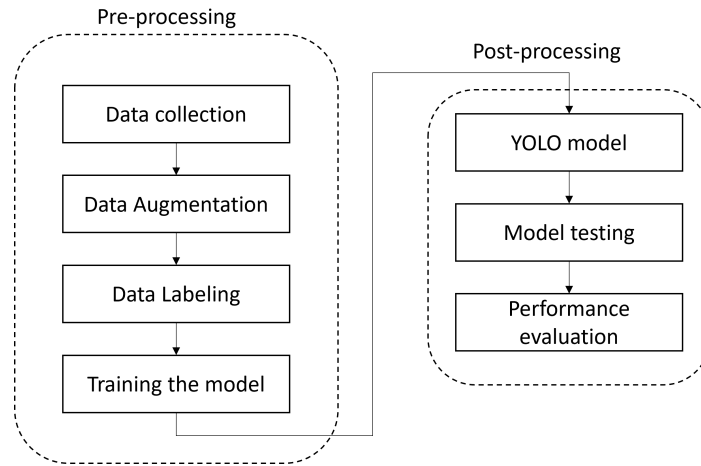 Pre-processing
Data collection
Data Augmentation
Data Labeling
Training the model
Post-processing
YOLO model
Model testing
Performance
evaluation